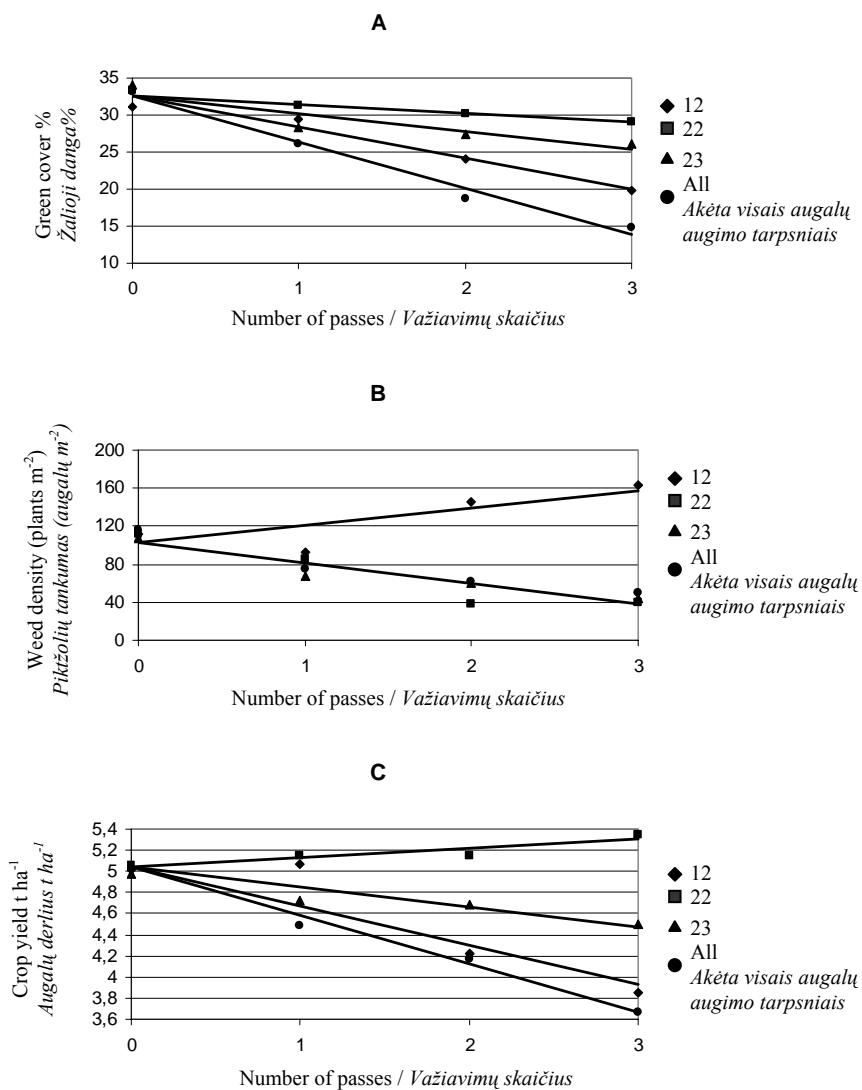 A
35
30
25
20
15
10
0 1 2 3
Green cover %
Žalioji danga%
Number of passes / Važiavimų skaičius
12
22
23
All
Akėta visais augalų
augimo tarpsniais
B
200
160
120
80
40
0
0 1 2 3
Weed density (plants m-2)
Piktžolių tankumas (augalų m-2)
Number of passes / Važiavimų skaičius
12
22
23
All
Akėta visais augalų
augimo tarpsniais
C
5,4
5,2
5
4,8
4,6
4,4
4,2
4
3,8
3,6
0 1 2 3
Crop yield t ha-1
Augalų derlius t ha-1
Number of passes / Važiavimų skaičius
12
22
23
All
Akėta visais augalų
augimo tarpsniais